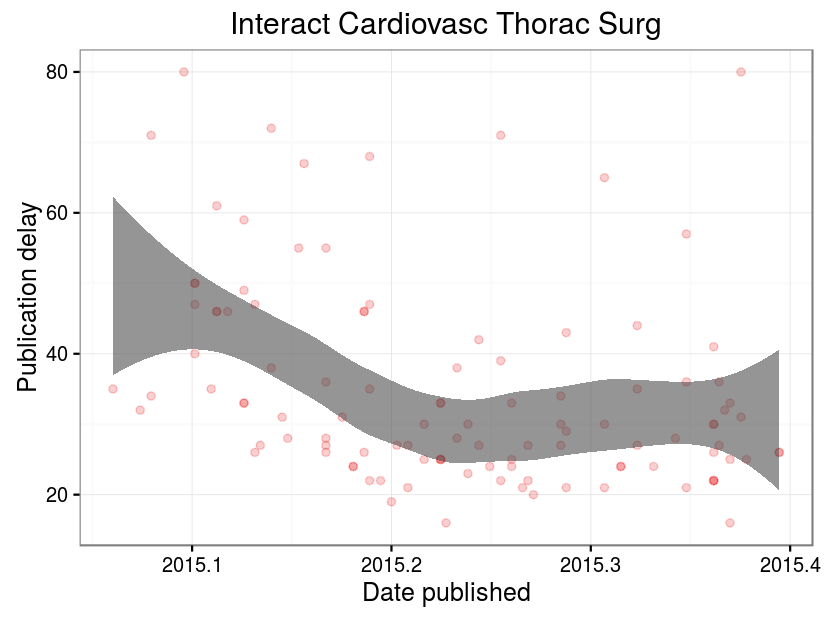 Interact Cardiovasc Thorac Surg
Publication delay
80
60
40
20
2015.1 2015.2 2015.3 2015.4
Date published